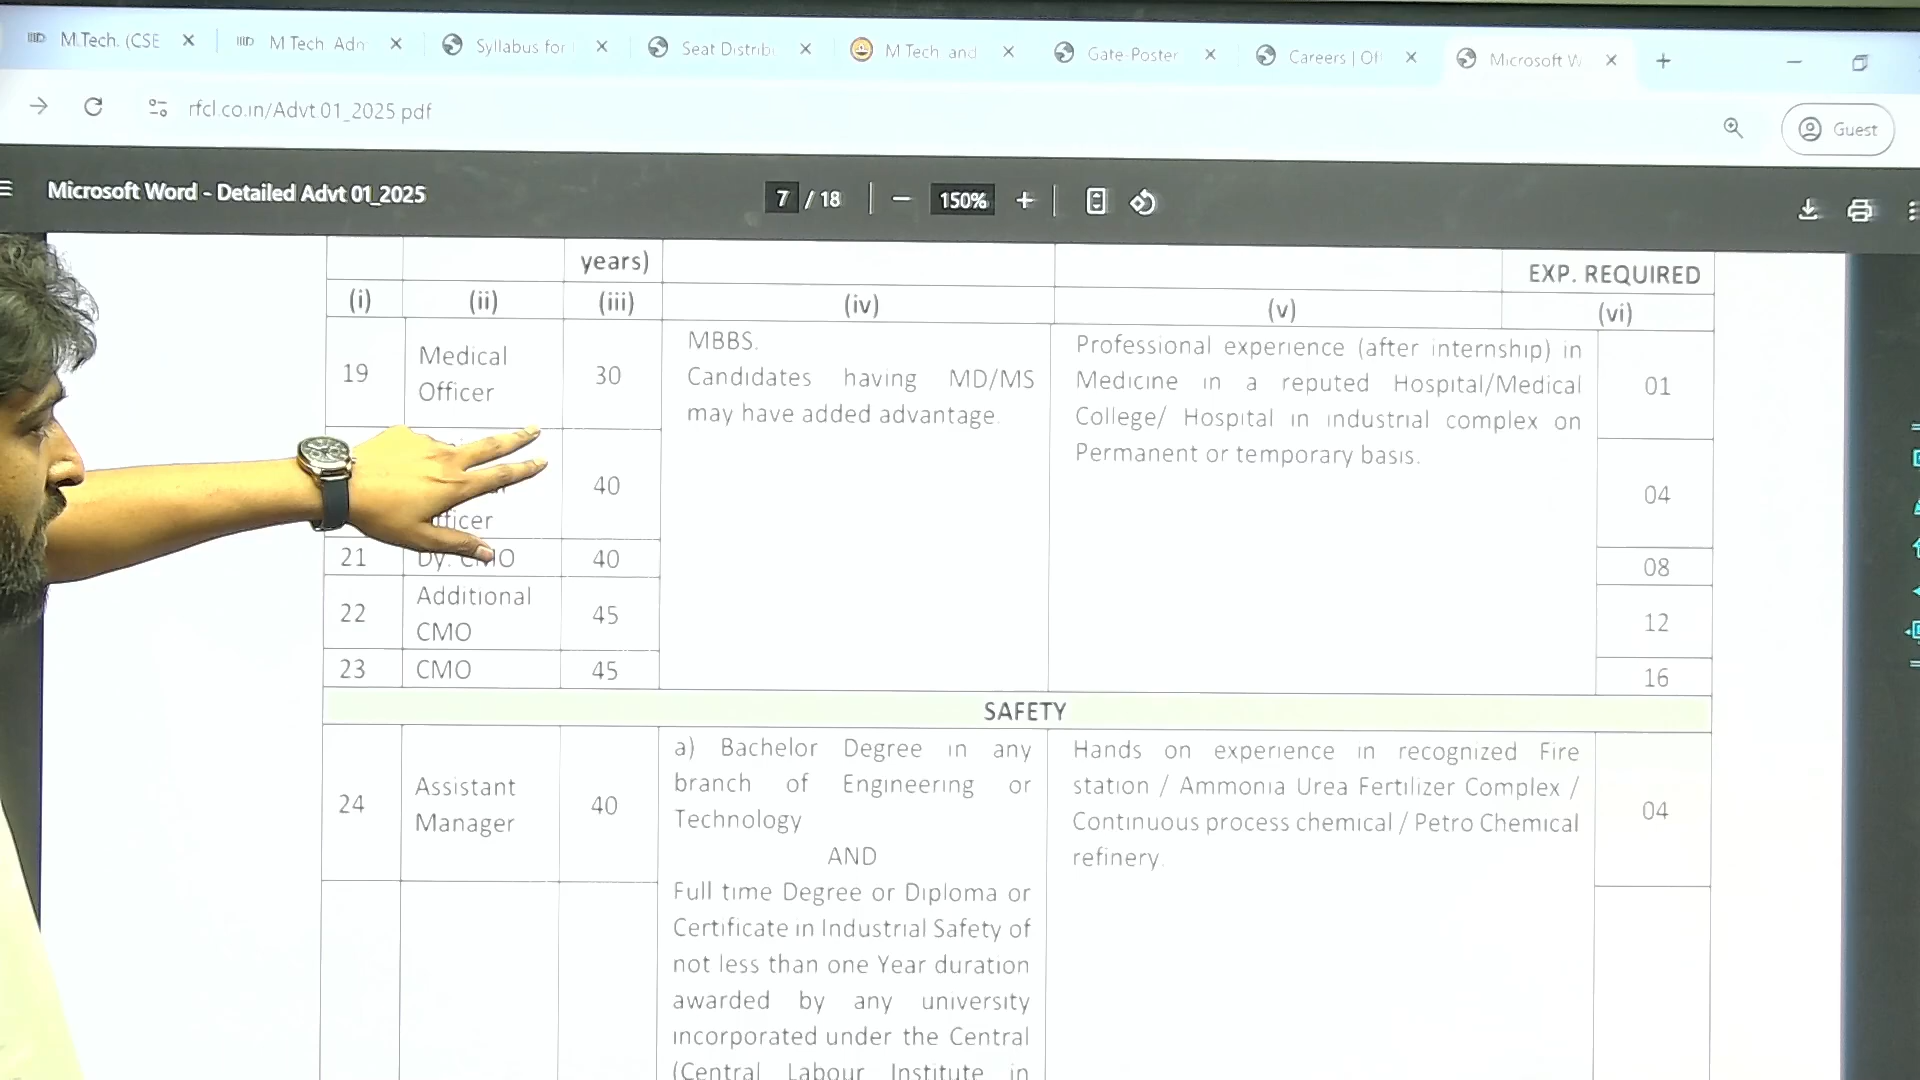 M.Tech. (CSE
M Tech Adn
Syllabus for
Seat Distrib
M Tech and
Gate-Poster
Careers | Of
Microsoft W
rfcl.co.in/Advt.01_2025.pdf
Guest
Microsoft Word - Detailed Advt 01_2025
7 / 18
150%
years)
EXP. REQUIRED
(i) (ii) (iii) (iv) (v) (vi)
19
Medical
Officer
30
MBBS.
Candidates having MD/MS
may have added advantage.
Professional experience (after internship) in
Medicine in a reputed Hospital/Medical
College/ Hospital in industrial complex on
Permanent or temporary basis.
01
40
04
21 Dy. CMO 40 08
22
Additional
CMO
45
12
23 CMO 45 16
SAFETY
24
Assistant
Manager
40
a) Bachelor Degree in any
branch of Engineering or
Technology
AND
Full time Degree or Diploma or
Certificate in Industrial Safety of
not less than one Year duration
awarded by any university
incorporated under the Central
(Central Labour Institute in
Hands on experience in recognized Fire
station / Ammonia Urea Fertilizer Complex /
Continuous process chemical / Petro Chemical
refinery.
04